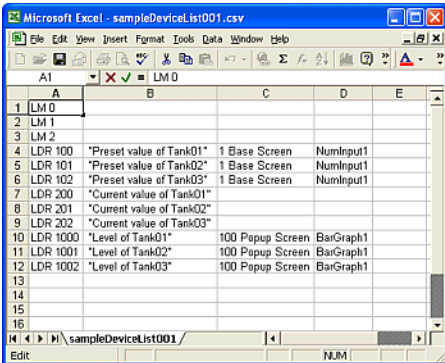 Microsoft Excel - sampleDeviceList001.csv
File Edit View Insert Format Tools Data Window Help
A1 = LM 0
A B C D E
1 LM 0
2 LM 1
3 LM 2
4 LDR 100 "Preset value of Tank01" 1 Base Screen NumInput1
5 LDR 101 "Preset value of Tank02" 1 Base Screen NumInput1
6 LDR 102 "Preset value of Tank03" 1 Base Screen NumInput1
7 LDR 200 "Current value of Tank01"
8 LDR 201 "Current value of Tank02"
9 LDR 202 "Current value of Tank03"
10 LDR 1000 "Level of Tank01" 100 Popup Screen BarGraph1
11 LDR 1001 "Level of Tank02" 100 Popup Screen BarGraph1
12 LDR 1002 "Level of Tank03" 100 Popup Screen BarGraph1
13
14
15
16
sampleDeviceList001
Edit NUM